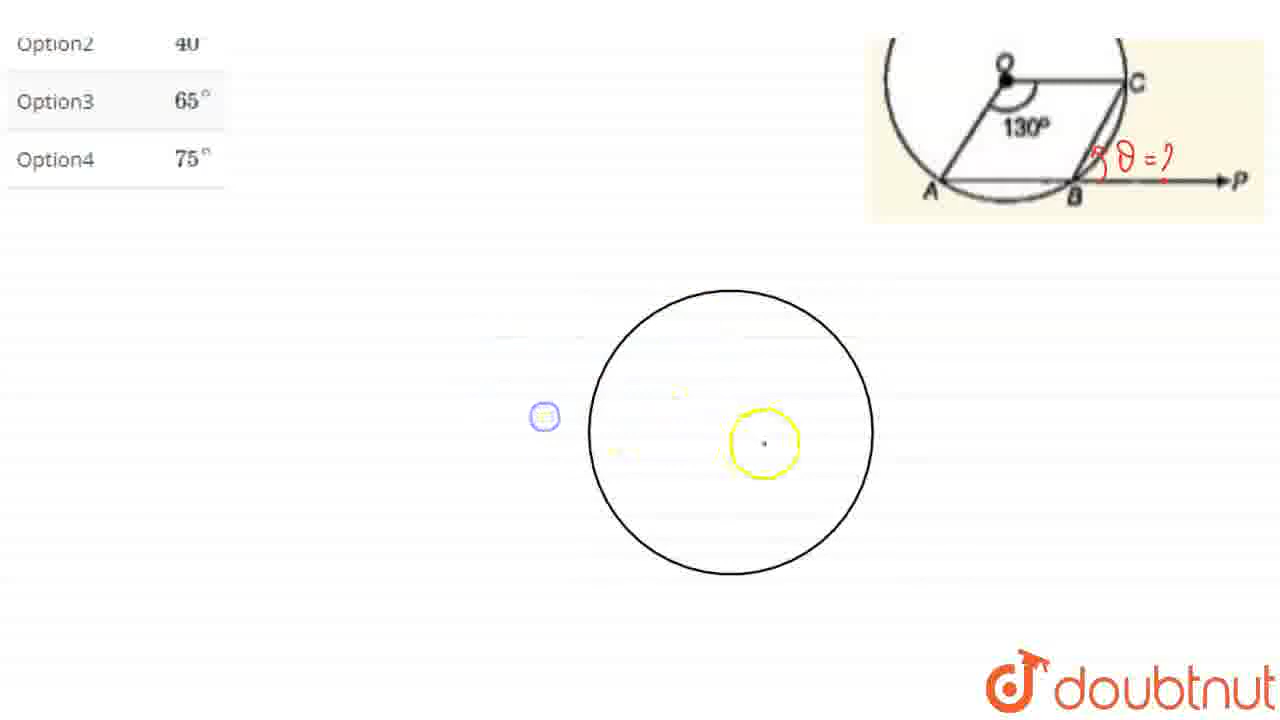 Option2 40°
Option3 65°
Option4 75°
O
C
130°
θ = ?
A
B
P
doubtnut